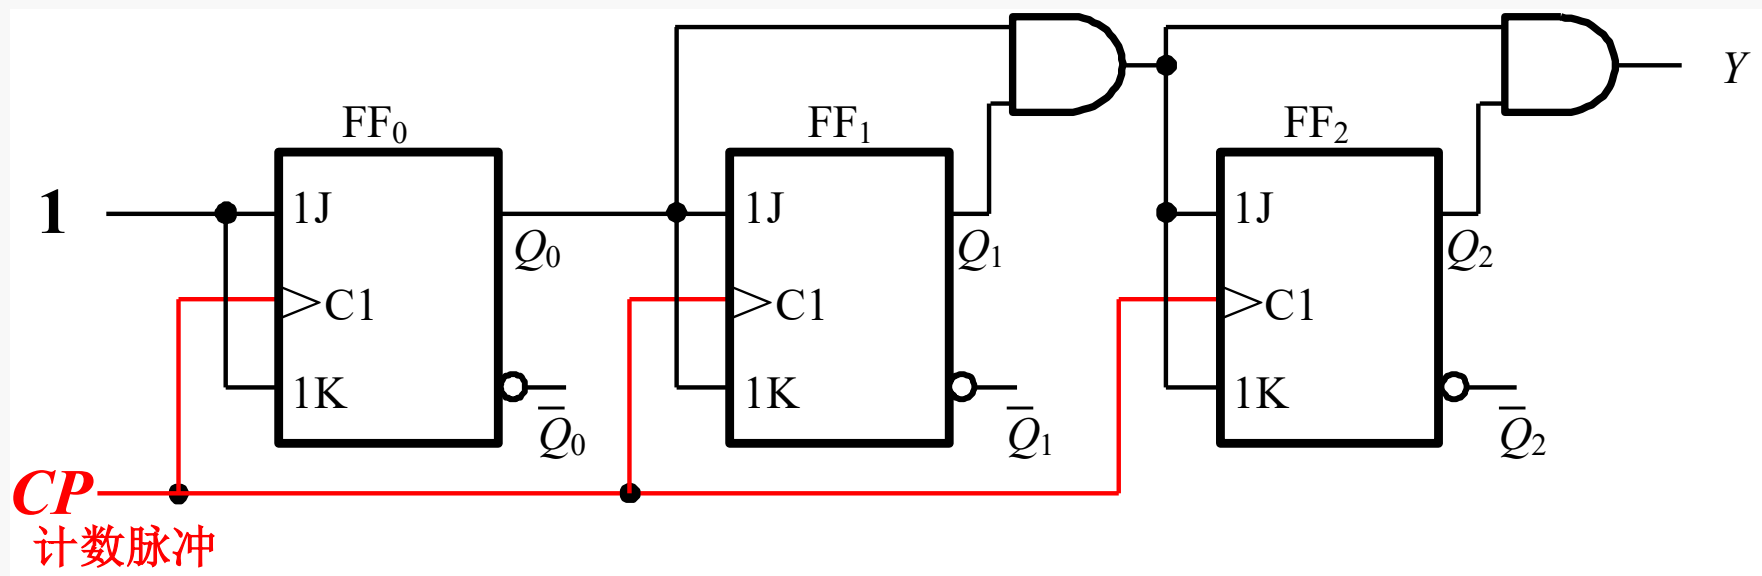 Y
FF₀ FF₁ FF₂
1 1J 1J 1J
Q₀ Q₁ Q₂
C1 C1 C1
1K 1K 1K
Q̅₀ Q̅₁ Q̅₂
CP
计数脉冲